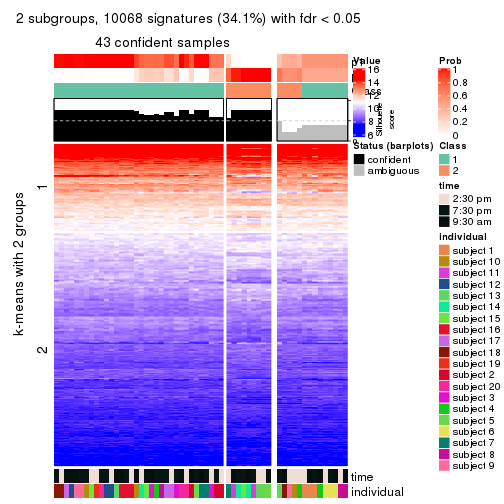 2 subgroups, 10068 signatures (34.1%) with fdr < 0.05
43 confident samples
k-means with 2 groups
1
2
Value
16
14
12
10
8
6
Silhouette
score
Prob
1
0.8
0.6
0.4
0.2
0
Status (barplots)
confident
ambiguous
Class
1
2
time
2:30 pm
7:30 pm
9:30 am
individual
subject 1
subject 10
subject 11
subject 12
subject 13
subject 14
subject 15
subject 16
subject 17
subject 18
subject 19
subject 2
subject 20
subject 3
subject 4
subject 5
subject 6
subject 7
subject 8
subject 9
time
individual